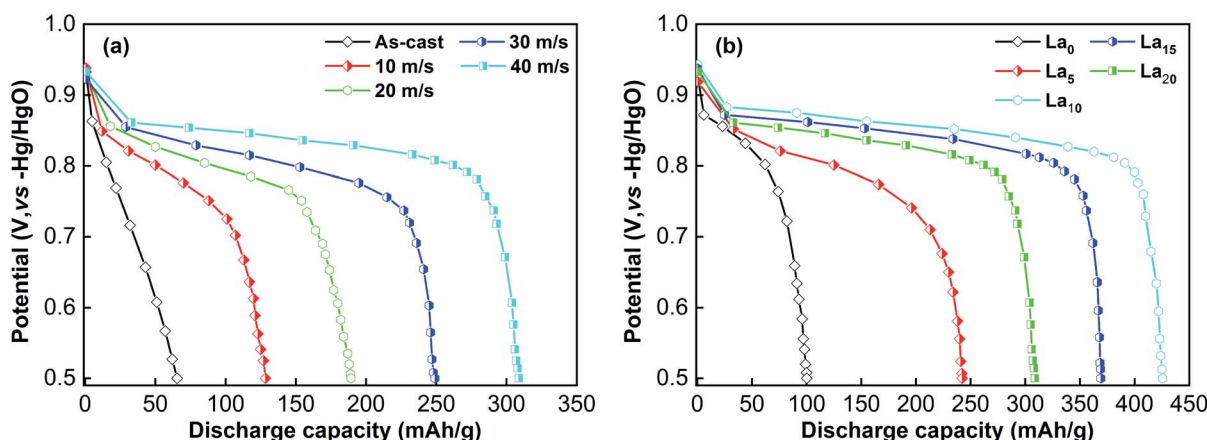 (a)
As-cast
10 m/s
20 m/s
30 m/s
40 m/s
1.0
0.9
0.8
0.7
0.6
0.5
Potential (V,vs -Hg/HgO)
0 50 100 150 200 250 300 350
Discharge capacity (mAh/g)
(b)
La₀
La₅
La₁₀
La₁₅
La₂₀
1.0
0.9
0.8
0.7
0.6
0.5
Potential (V,vs -Hg/HgO)
0 50 100 150 200 250 300 350 400 450
Discharge capacity (mAh/g)